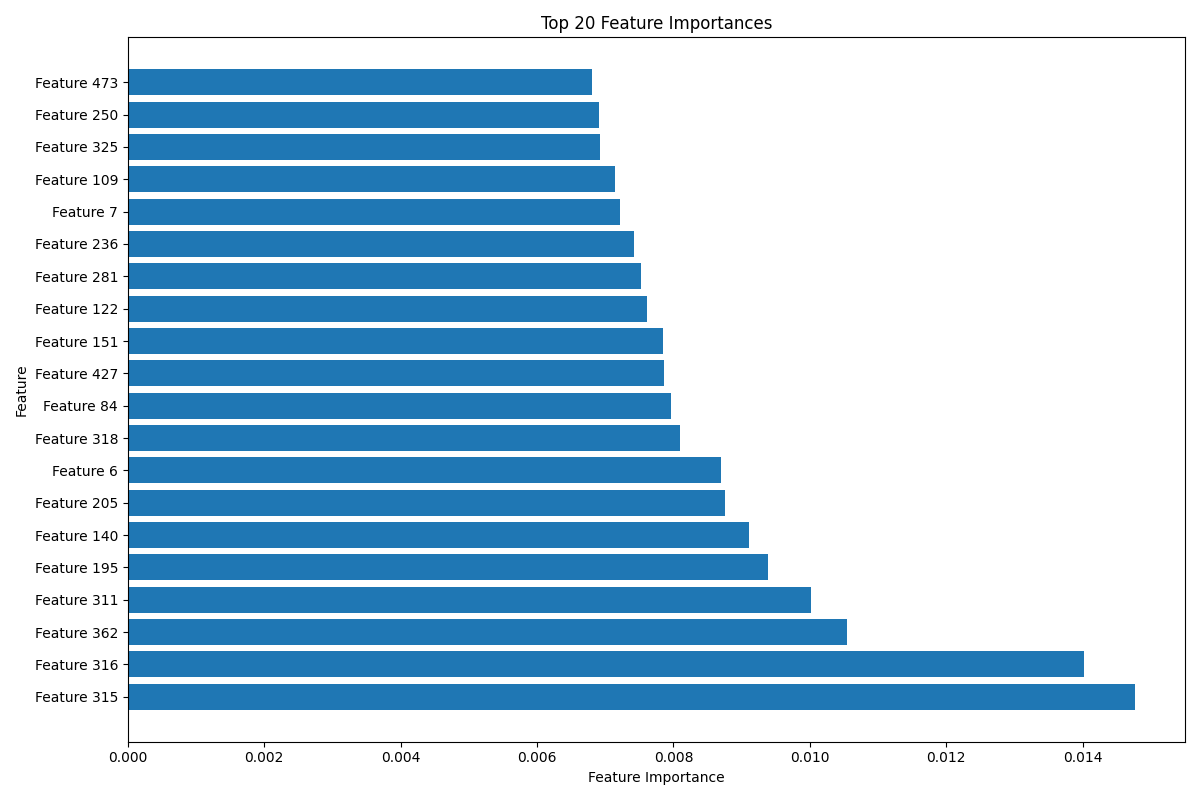 Top 20 Feature Importances
Feature
Feature 473
Feature 250
Feature 325
Feature 109
Feature 7
Feature 236
Feature 281
Feature 122
Feature 151
Feature 427
Feature 84
Feature 318
Feature 6
Feature 205
Feature 140
Feature 195
Feature 311
Feature 362
Feature 316
Feature 315
0.000 0.002 0.004 0.006 0.008 0.010 0.012 0.014
Feature Importance